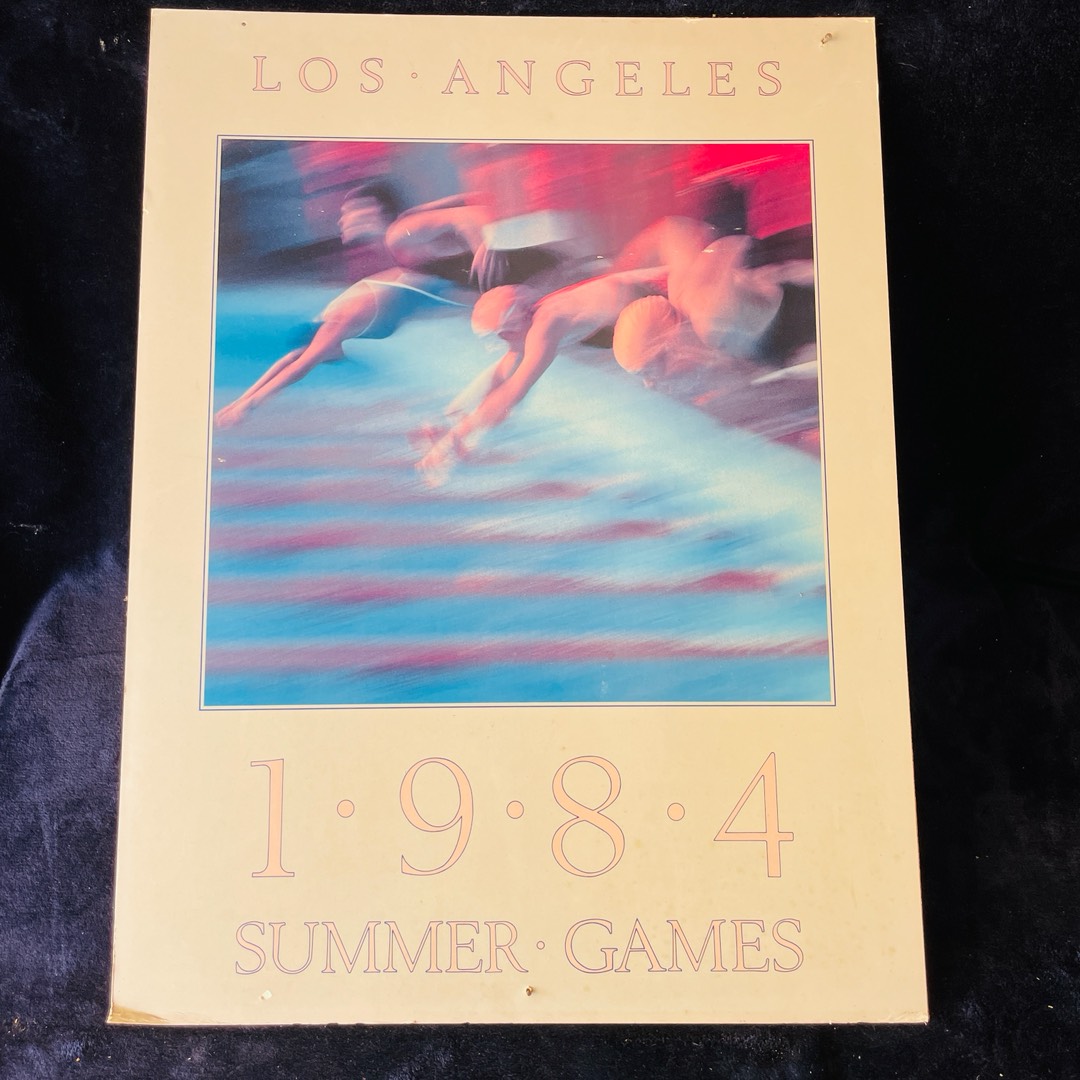 LOS · ANGELES
1 · 9 · 8 · 4
SUMMER · GAMES